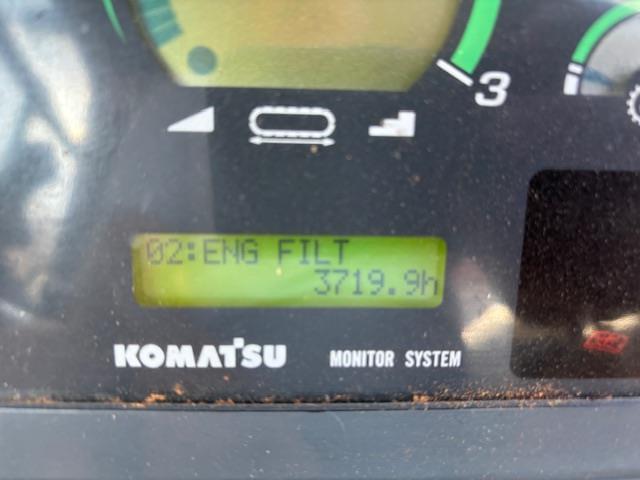 3
02:ENG FILT
3719.9h
KOMATSU MONITOR SYSTEM